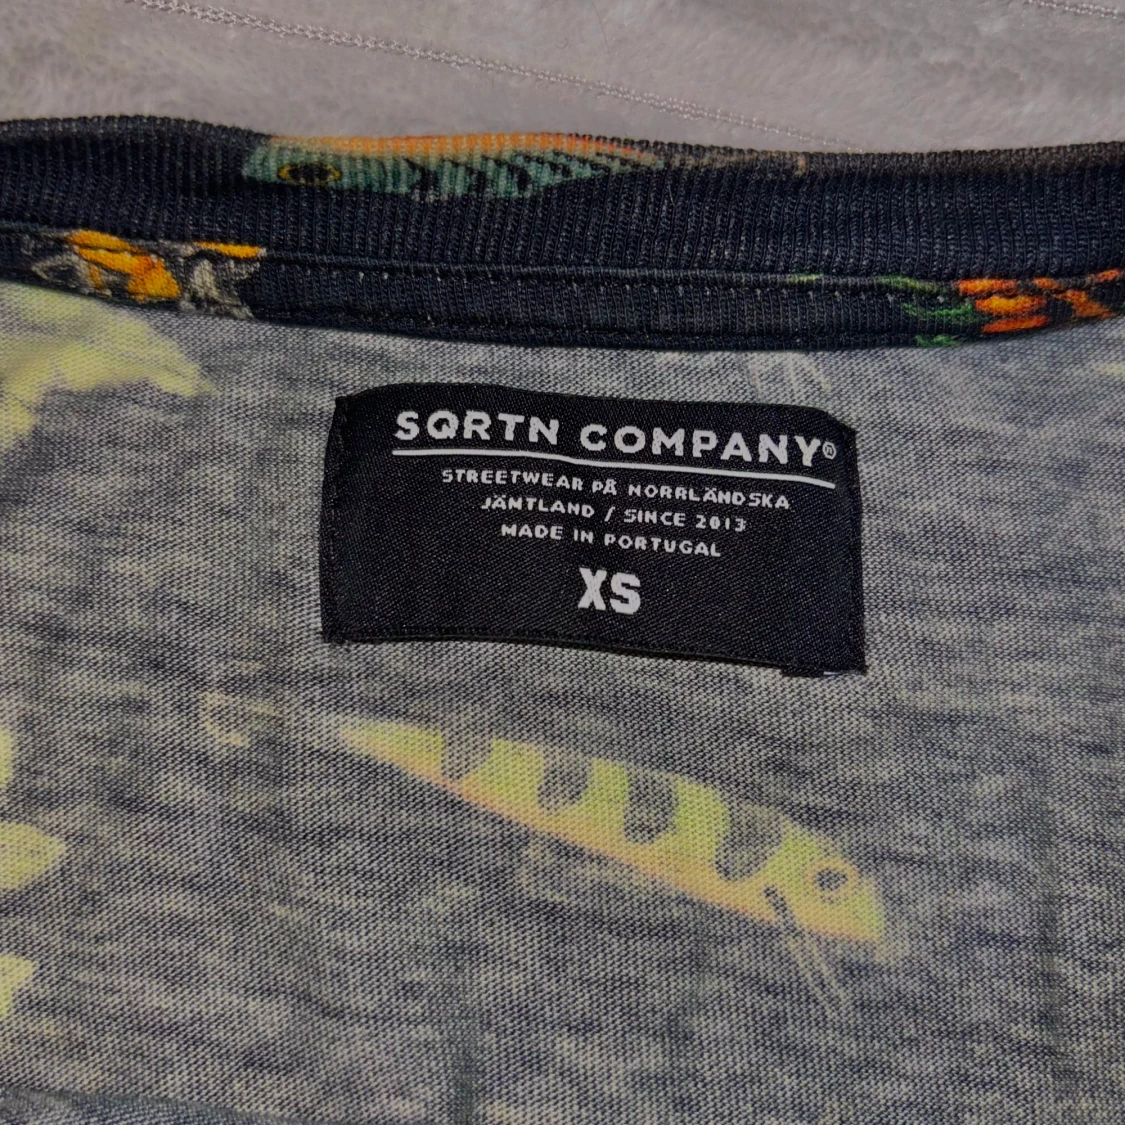 SQRTN COMPANY®
STREETWEAR PÅ NORRLÄNDSKA
JÄNTLAND / SINCE 2013
MADE IN PORTUGAL
XS